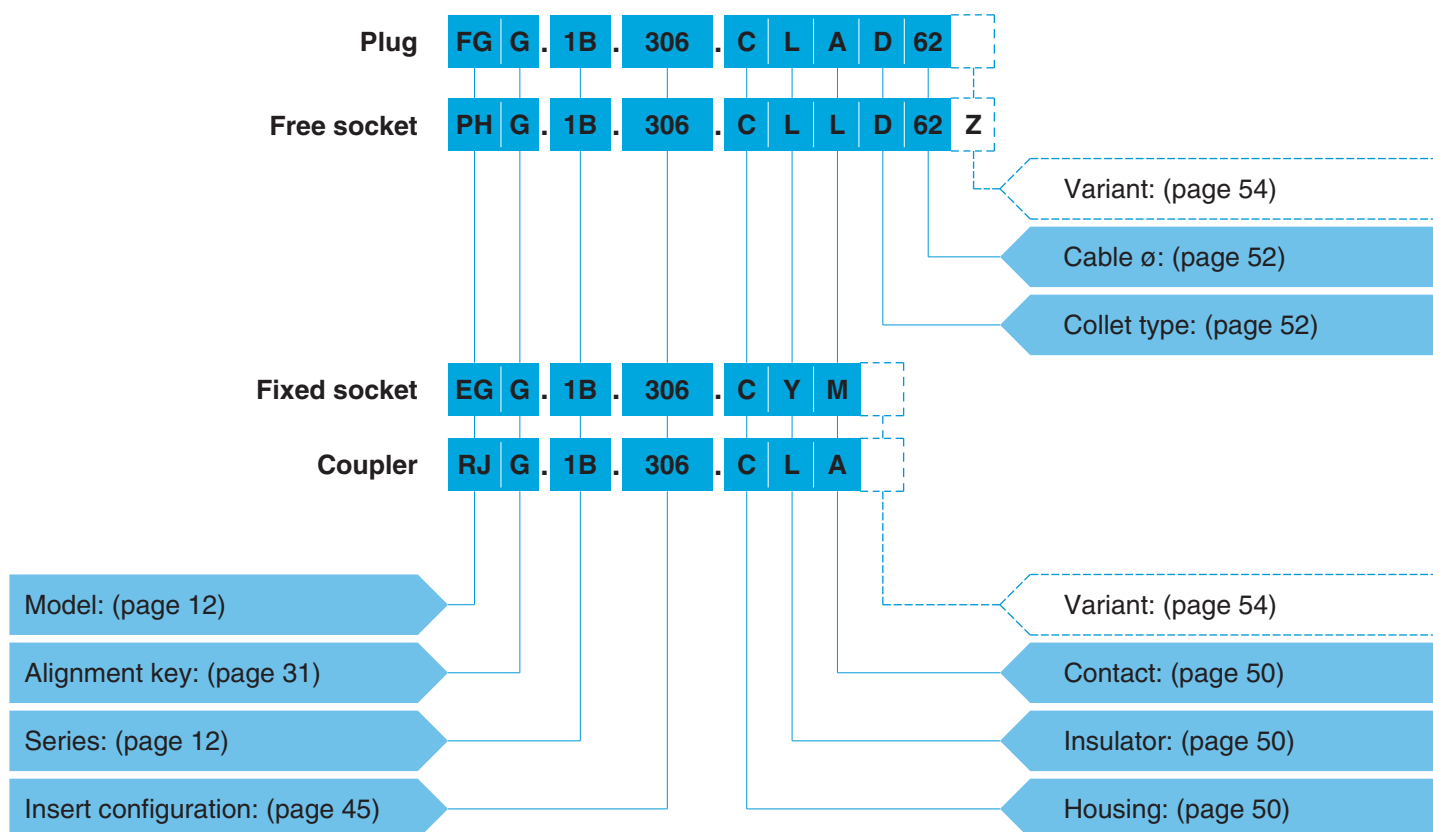 Plug FG G . 1B . 306 . C L A D 62
Free socket PH G . 1B . 306 . C L L D 62 Z
Variant: (page 54)
Cable ø: (page 52)
Collet type: (page 52)
Fixed socket EG G . 1B . 306 . C Y M
Coupler RJ G . 1B . 306 . C L A
Model: (page 12)
Variant: (page 54)
Alignment key: (page 31)
Contact: (page 50)
Series: (page 12)
Insulator: (page 50)
Insert configuration: (page 45)
Housing: (page 50)